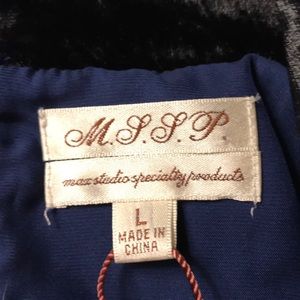 M.S.S.P.
max studio specialty products
L
MADE IN
CHINA